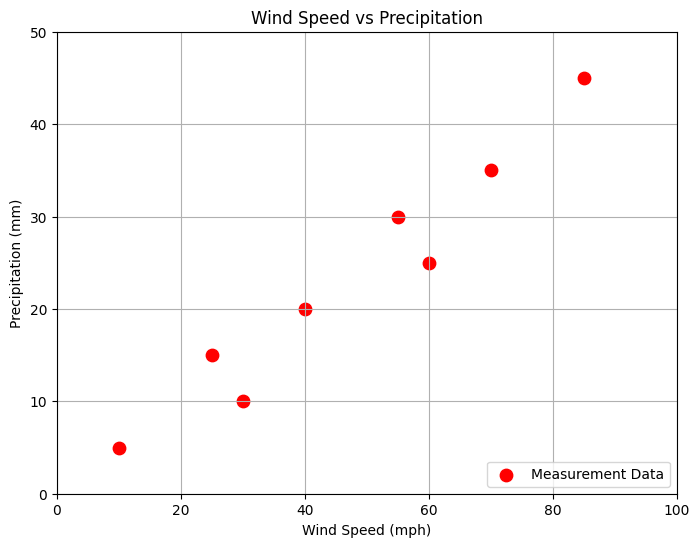 Wind Speed vs Precipitation
50
40
30
20
10
0
Precipitation (mm)
0 20 40 60 80 100
Wind Speed (mph)
Measurement Data